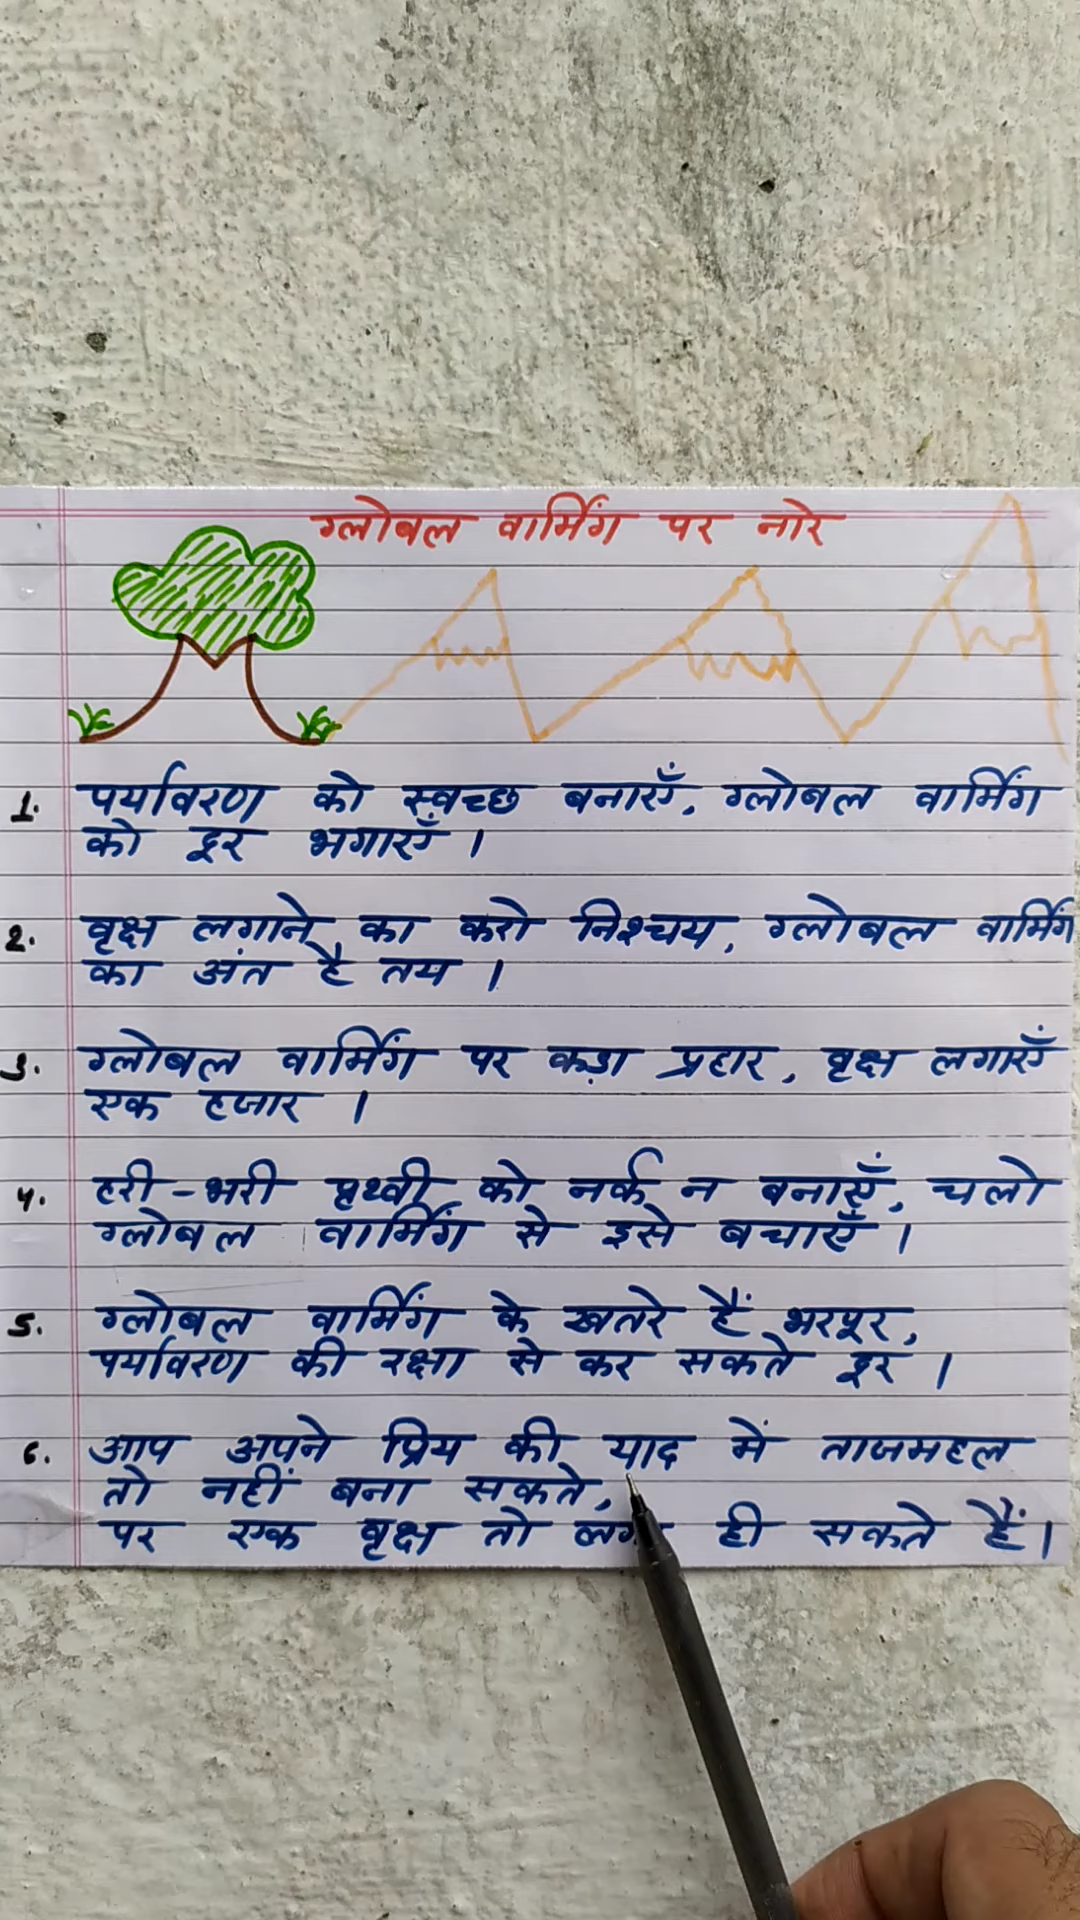 ग्लोबल वार्मिंग पर नारे
1. पर्यावरण को स्वच्छ बनाएँ, ग्लोबल वार्मिंग
को दूर भगाएँ ।
2. वृक्ष लगाने का करो निश्चय, ग्लोबल वार्मिंग
का अंत है तय ।
3. ग्लोबल वार्मिंग पर कड़ा प्रहार, वृक्ष लगाएँ
एक हजार ।
4. हरी-भरी पृथ्वी को नर्क न बनाएँ, चलो
ग्लोबल वार्मिंग से इसे बचाएँ ।
5. ग्लोबल वार्मिंग के खतरे हैं भरपूर,
पर्यावरण की रक्षा से कर सकते दूर ।
6. आप अपने प्रिय की याद में ताजमहल
तो नहीं बना सकते,
पर एक वृक्ष तो लगा ही सकते हैं ।